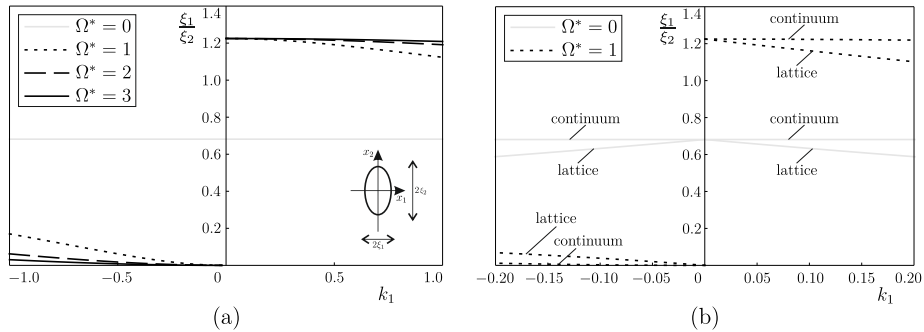 ξ₁/ξ₂
1.4
1.2
1.0
0.8
0.6
0.4
0.2
Ω* = 0
Ω* = 1
Ω* = 2
Ω* = 3
x₂
x₁
2ξ₂
2ξ₁
-1.0
-0.5
0
0.5
1.0
k₁
(a)
ξ₁/ξ₂
1.4
1.2
1.0
0.8
0.6
0.4
0.2
Ω* = 0
Ω* = 1
continuum
lattice
continuum
continuum
lattice
lattice
lattice
continuum
-0.20
-0.15
-0.10
-0.05
0
0.05
0.10
0.15
0.20
k₁
(b)